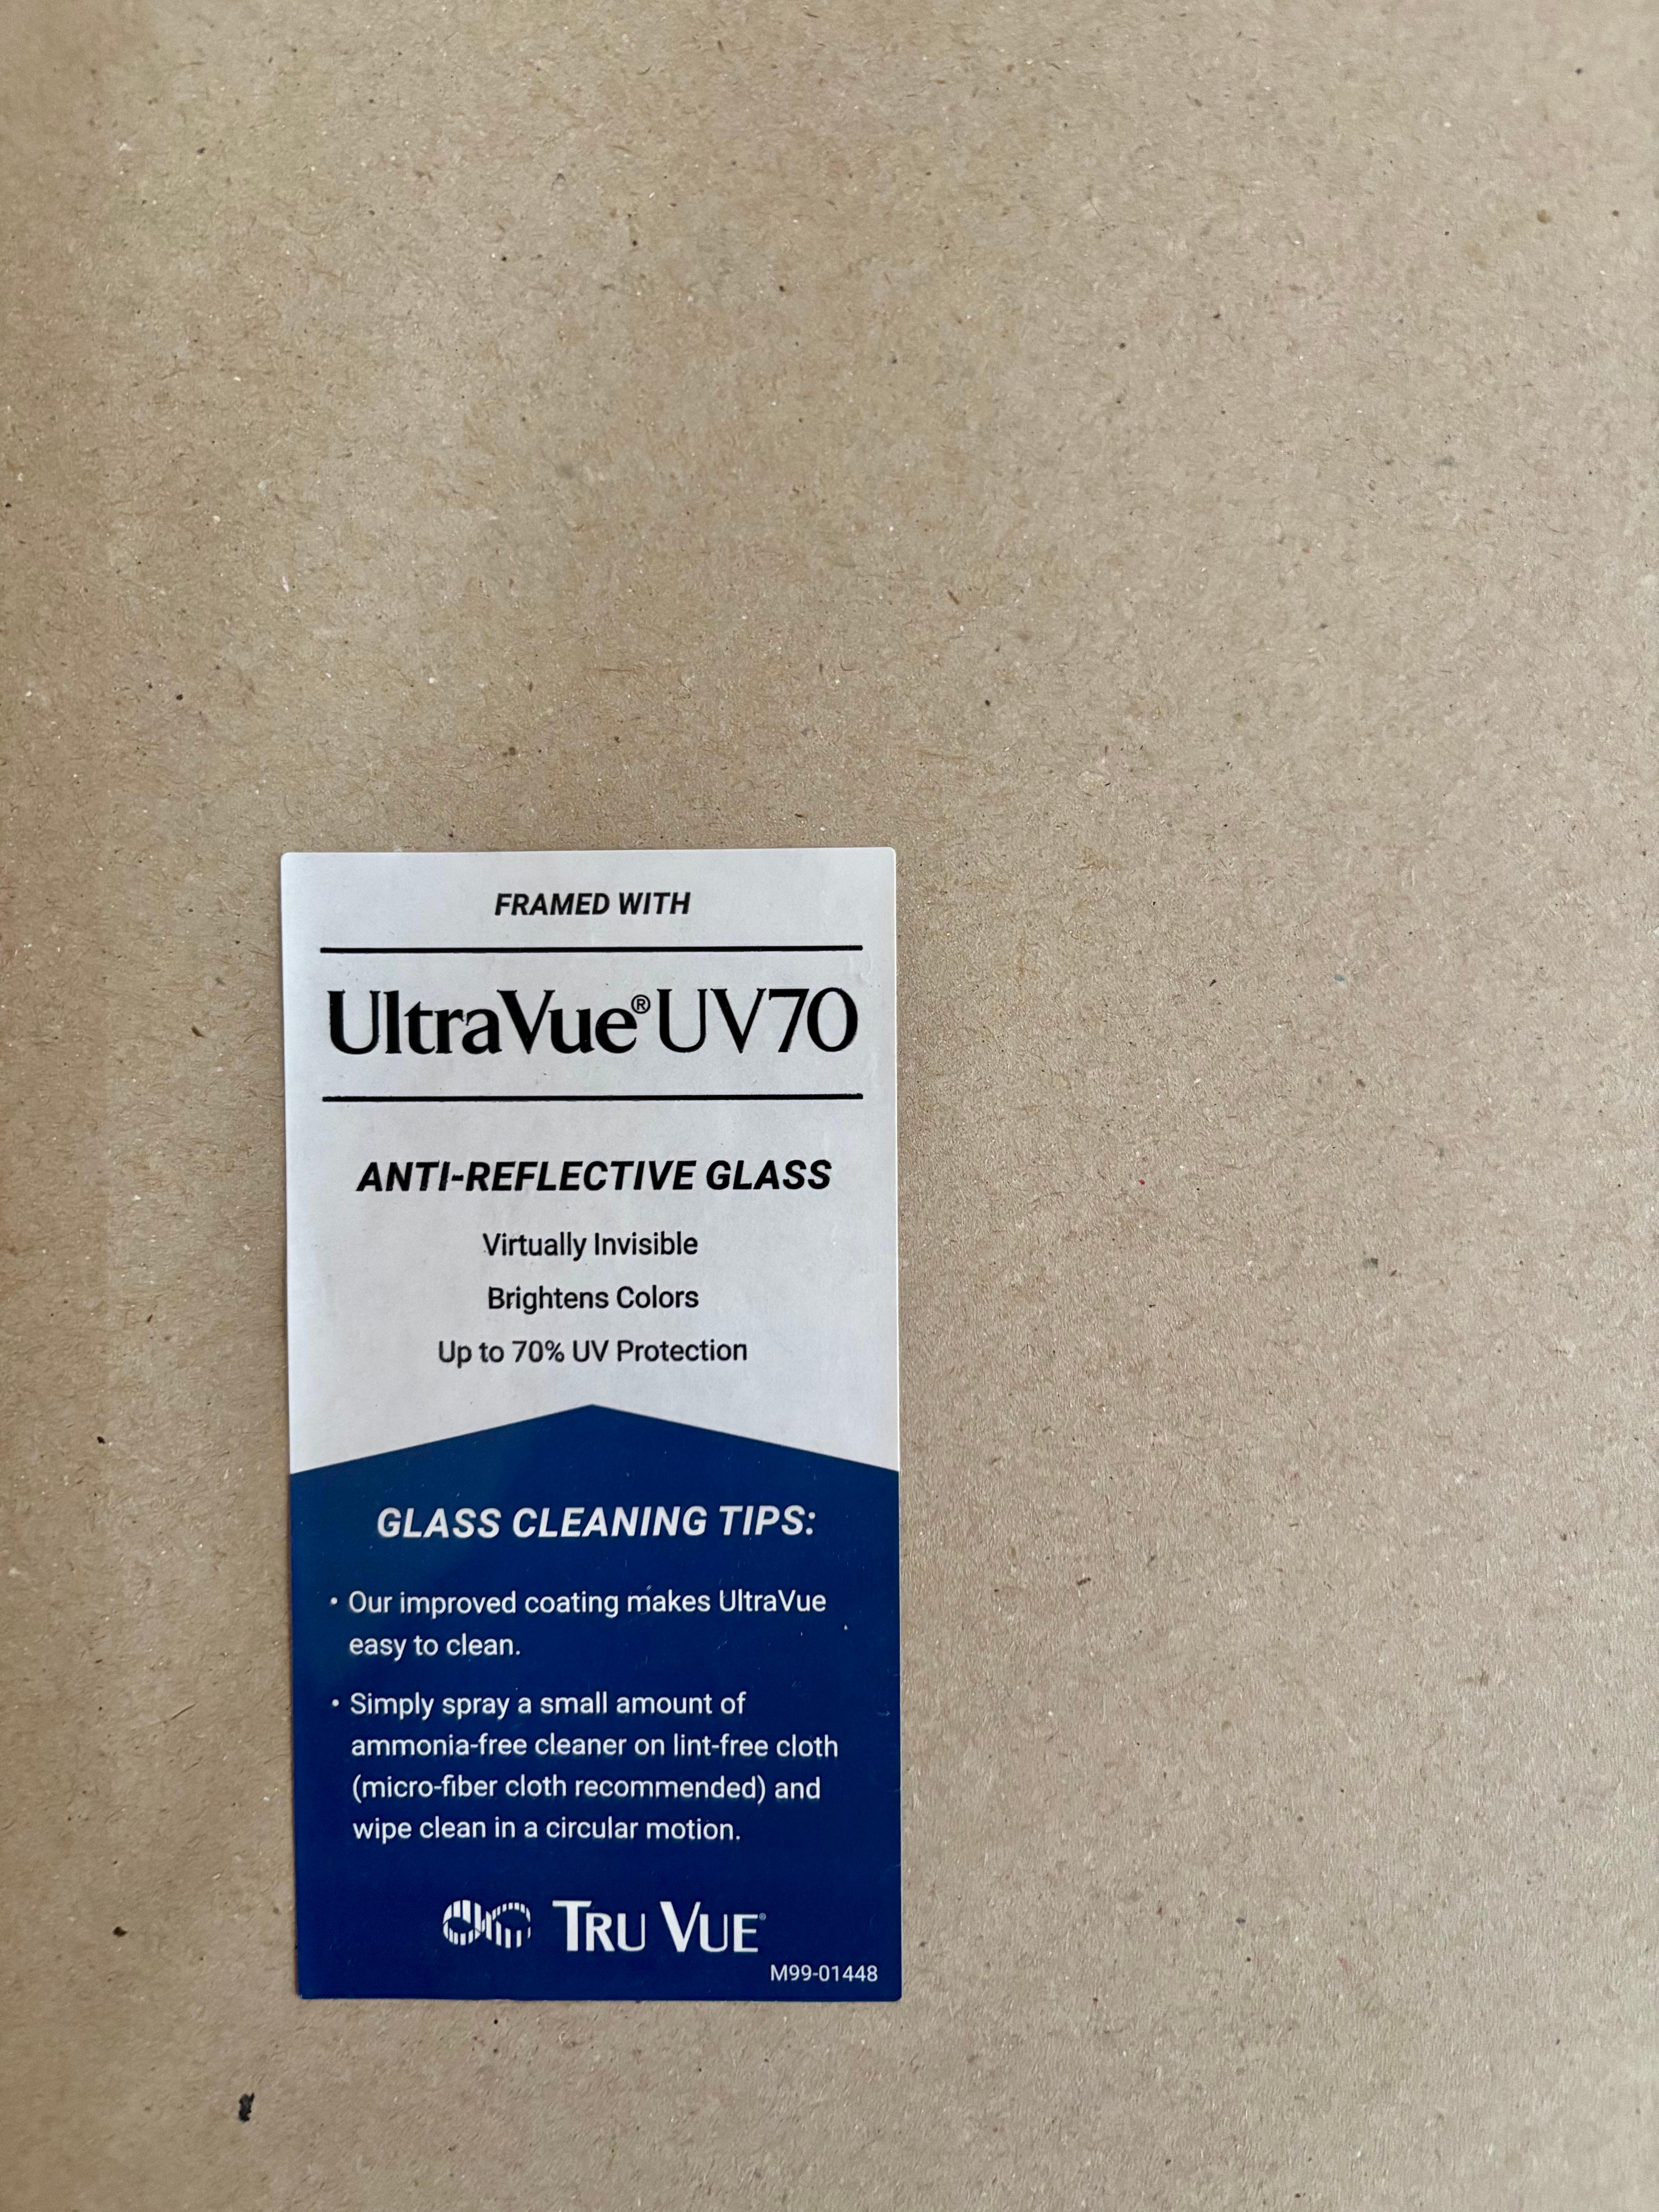 FRAMED WITH
UltraVue® UV70
ANTI-REFLECTIVE GLASS
Virtually Invisible
Brightens Colors
Up to 70% UV Protection
GLASS CLEANING TIPS:
• Our improved coating makes UltraVue
easy to clean.
• Simply spray a small amount of
ammonia-free cleaner on lint-free cloth
(micro-fiber cloth recommended) and
wipe clean in a circular motion.
TRU VUE®
M99-01448